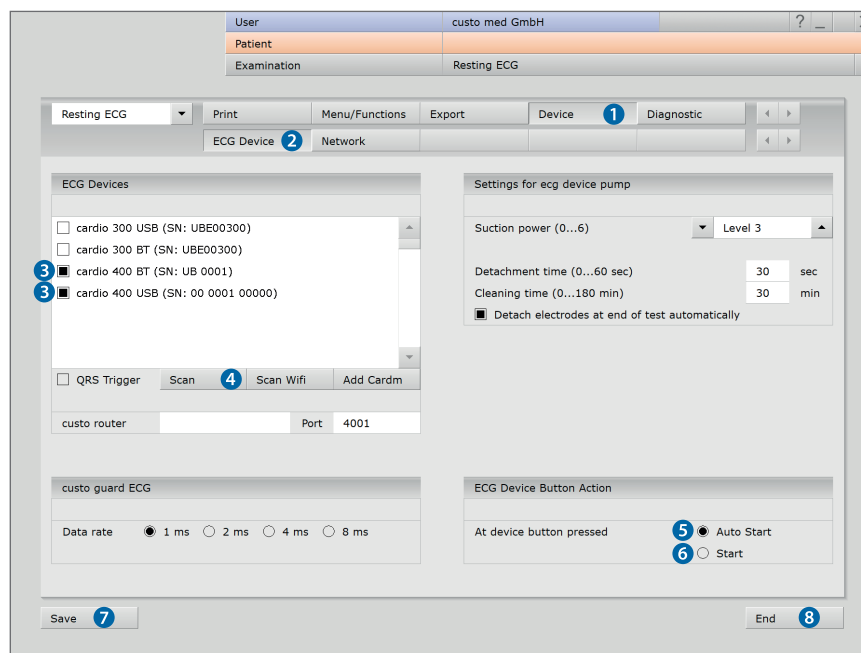 User custo med GmbH ? _
Patient
Examination Resting ECG
Resting ECG Print Menu/Functions Export Device 1 Diagnostic
ECG Device 2 Network
ECG Devices
cardio 300 USB (SN: UBE00300)
cardio 300 BT (SN: UBE00300)
3 cardio 400 BT (SN: UB 0001)
3 cardio 400 USB (SN: 00 0001 00000)
QRS Trigger Scan 4 Scan Wifi Add Cardm
custo router Port 4001
Settings for ecg device pump
Suction power (0...6) Level 3
Detachment time (0...60 sec) 30 sec
Cleaning time (0...180 min) 30 min
Detach electrodes at end of test automatically
custo guard ECG
Data rate 1 ms 2 ms 4 ms 8 ms
ECG Device Button Action
At device button pressed 5 Auto Start
6 Start
Save 7
End 8